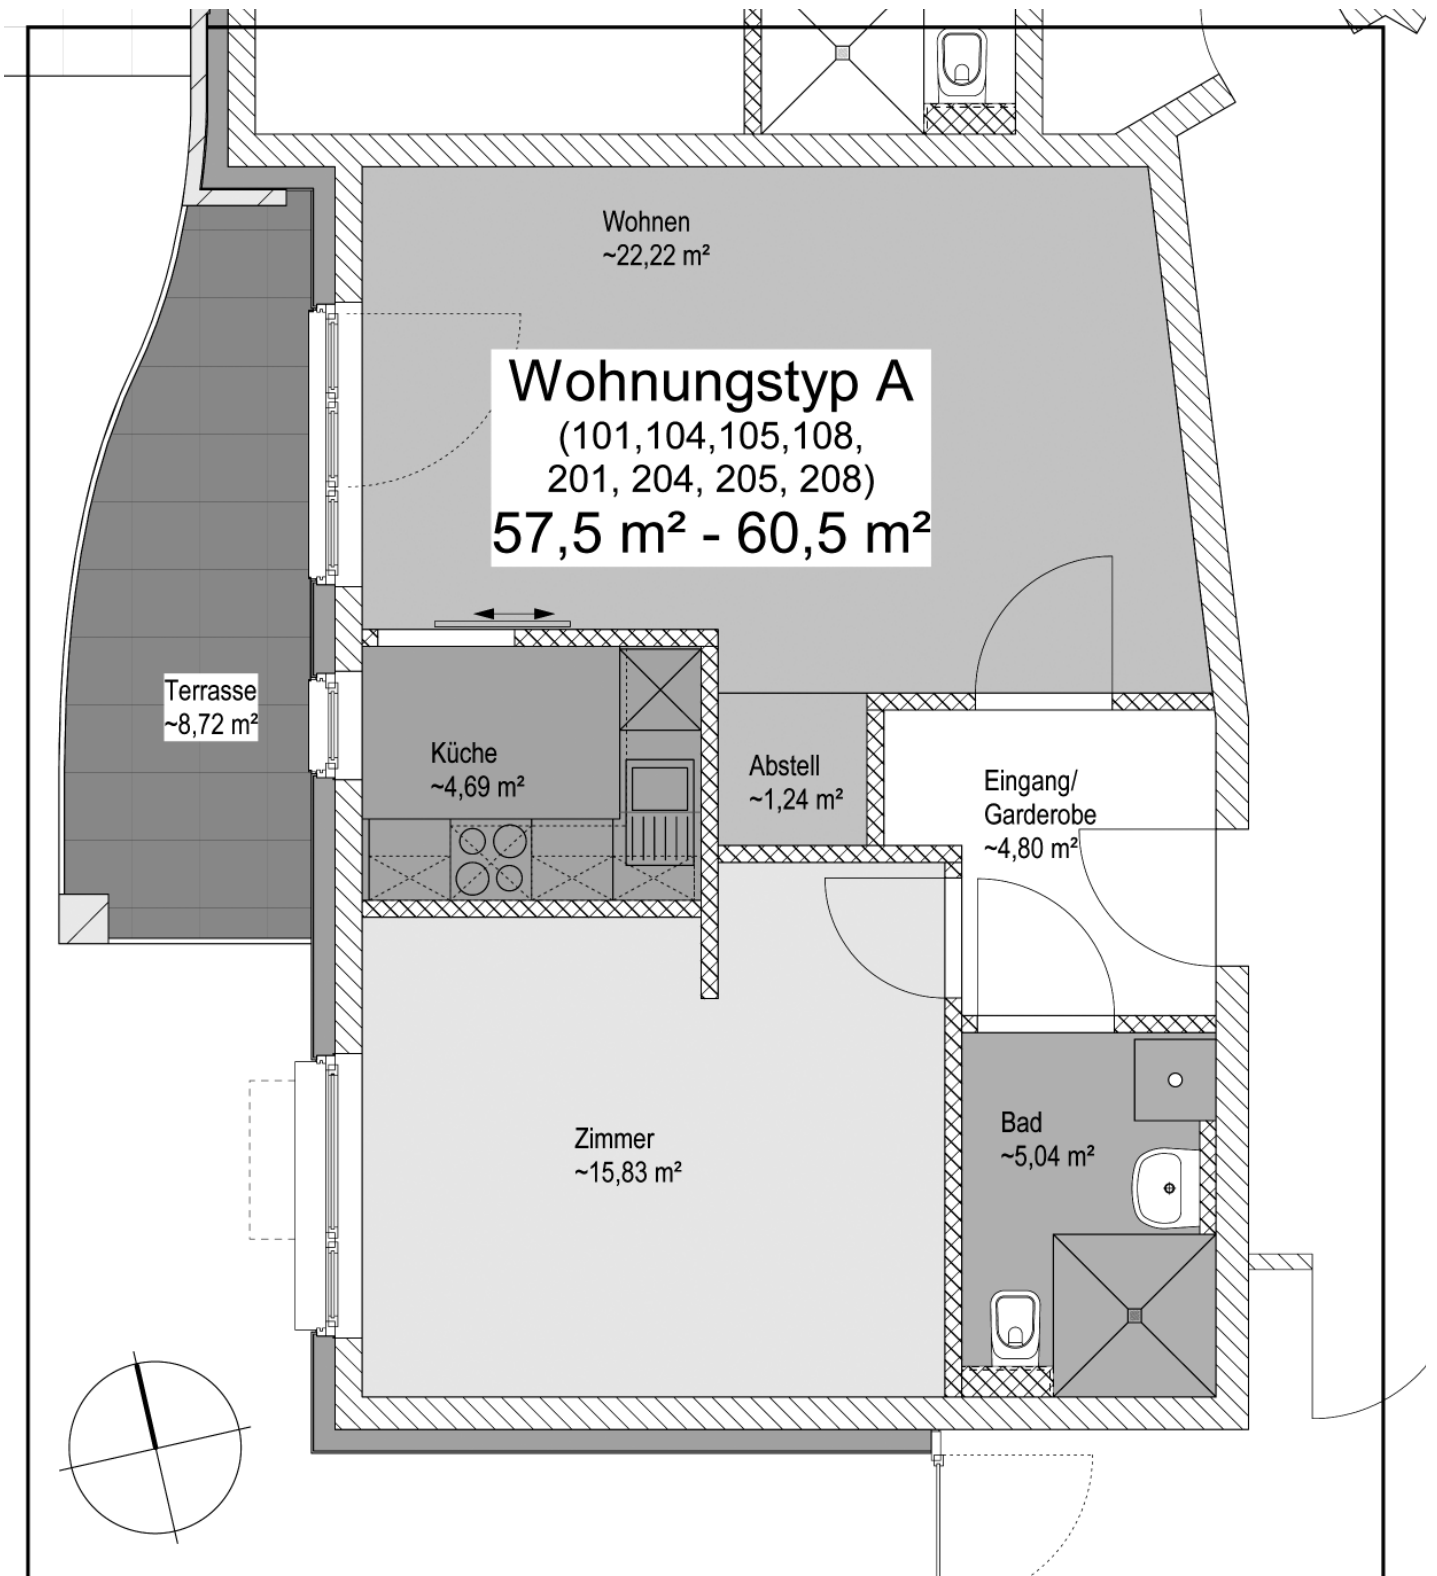 Wohnen
~22,22 m²
Wohnungstyp A
(101,104,105,108,
201, 204, 205, 208)
57,5 m² - 60,5 m²
Terrasse
~8,72 m²
Küche
~4,69 m²
Abstell
~1,24 m²
Eingang/
Garderobe
~4,80 m²
Zimmer
~15,83 m²
Bad
~5,04 m²